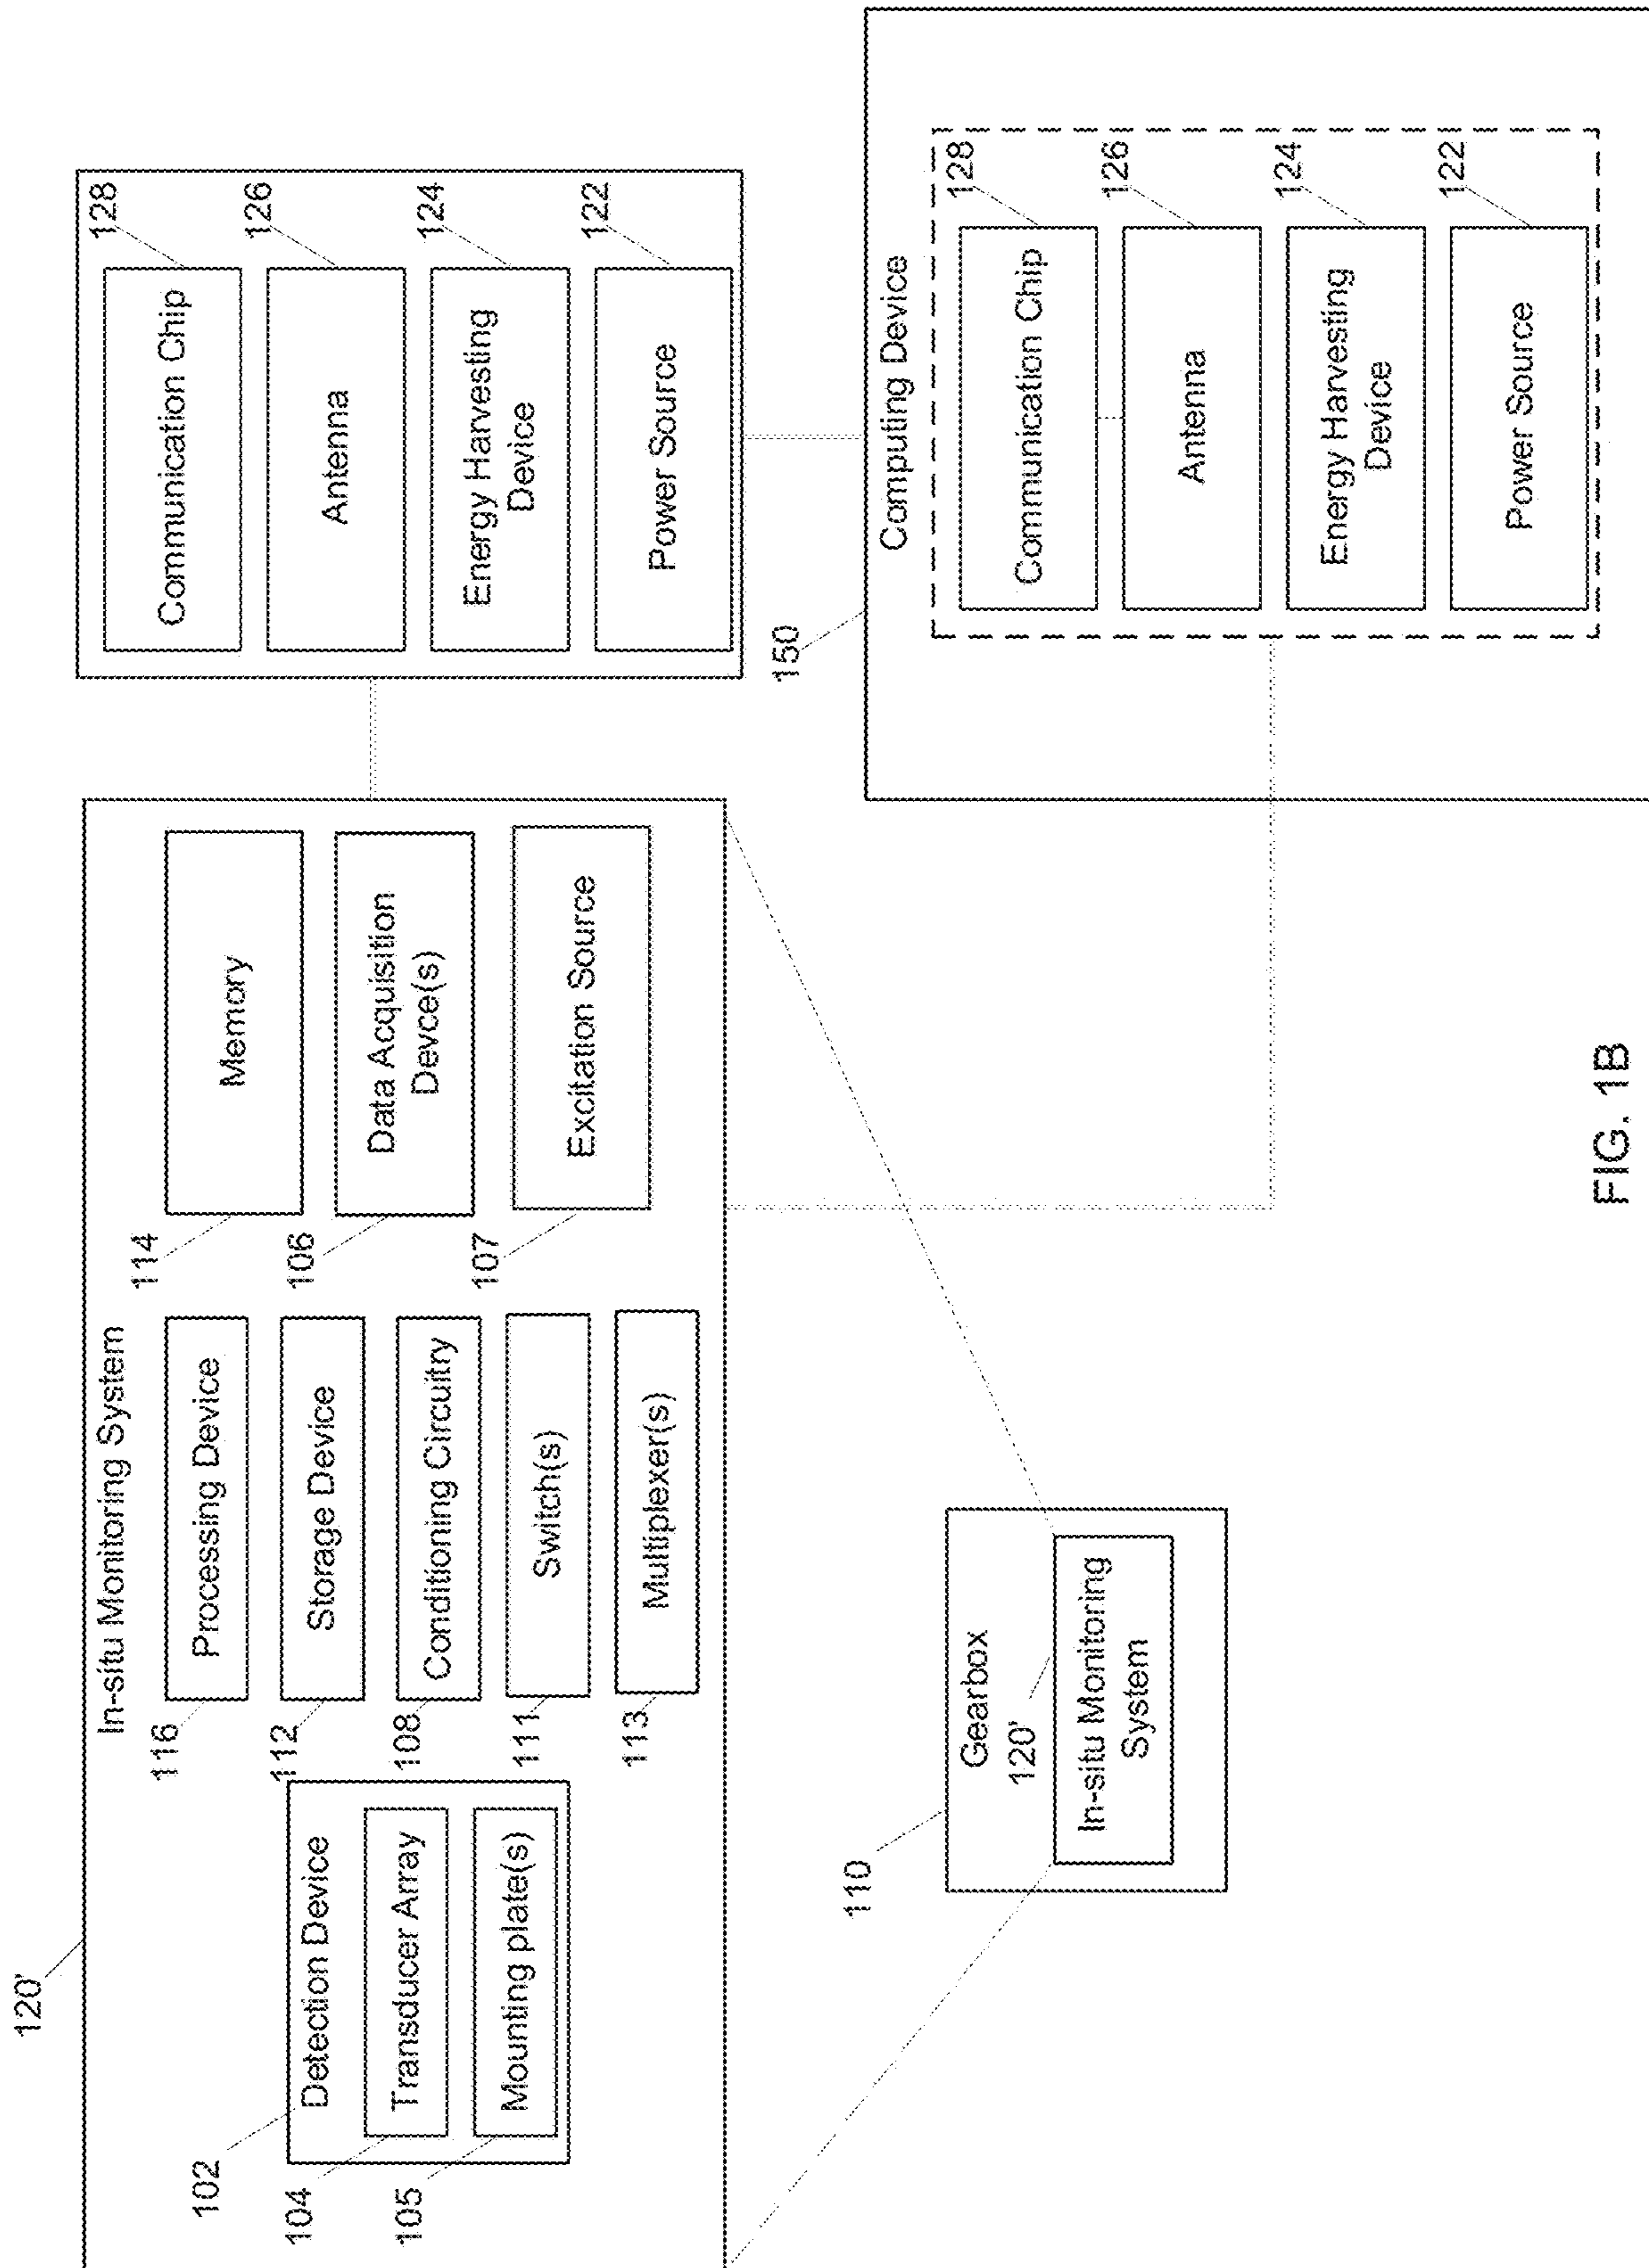 120'
In-situ Monitoring System
102
Detection Device
104
Transducer Array
105
Mounting plate(s)
116
Processing Device
112
Storage Device
108
Conditioning Circuitry
111
Switch(s)
113
Multiplexer(s)
114
Memory
106
Data Acquisition
Devce(s)
107
Excitation Source
128
Communication Chip
126
Antenna
124
Energy Harvesting
Device
122
Power Source
110
Gearbox
120'
In-situ Monitoring
System
150
Computing Device
128
Communication Chip
126
Antenna
124
Energy Harvesting
Device
122
Power Source
FIG. 1B